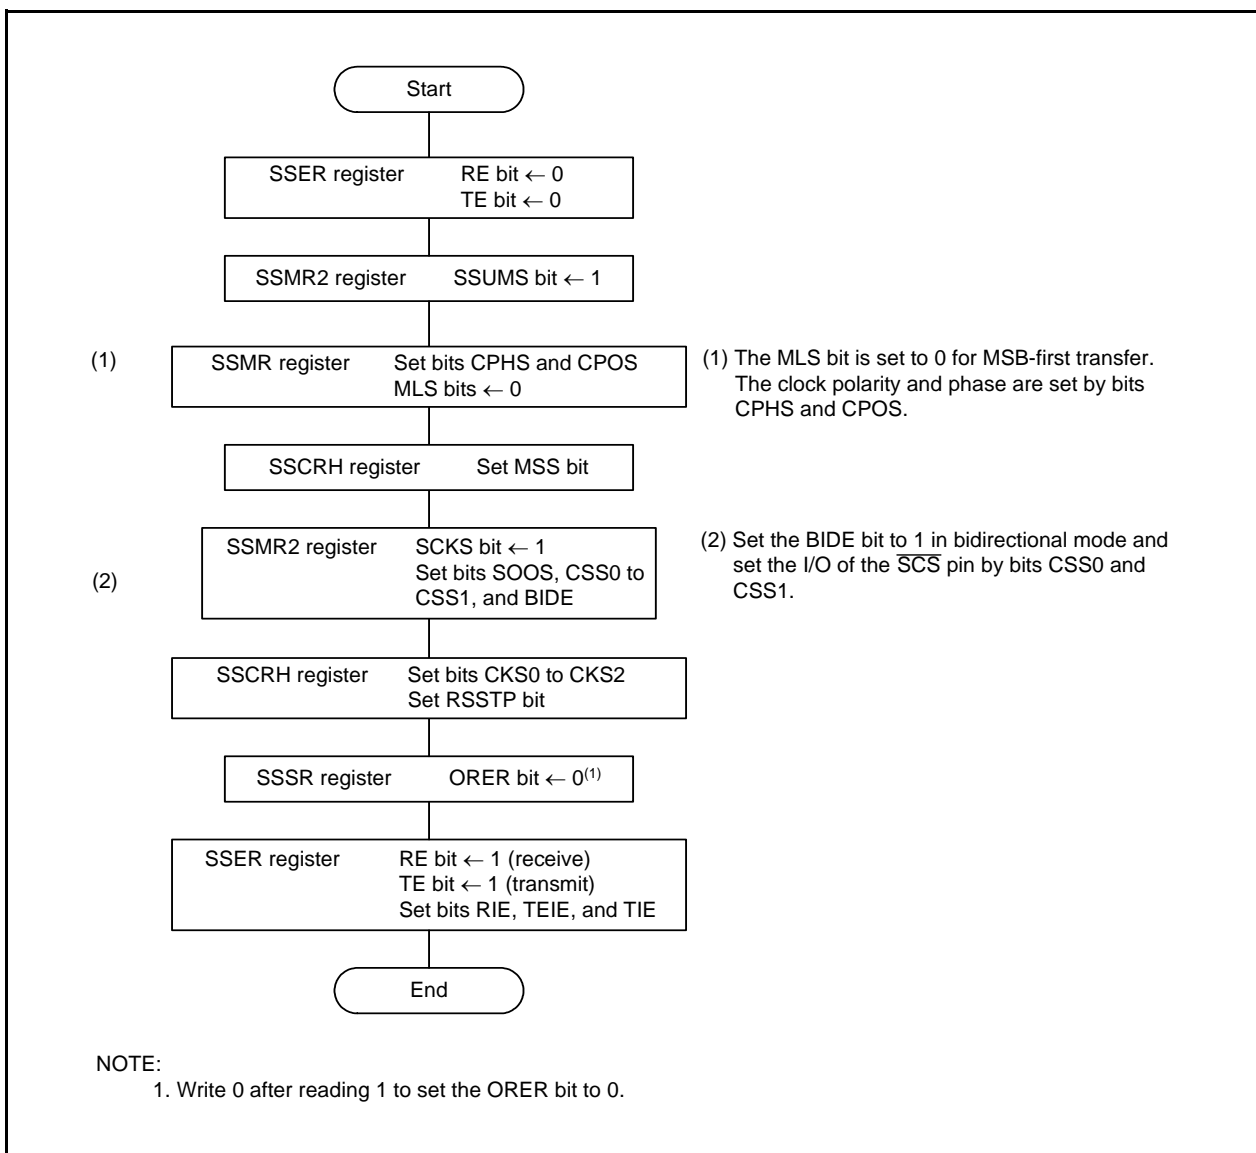 Start
SSER register RE bit ← 0
TE bit ← 0
SSMR2 register SSUMS bit ← 1
(1) SSMR register Set bits CPHS and CPOS
MLS bits ← 0
(1) The MLS bit is set to 0 for MSB-first transfer.
The clock polarity and phase are set by bits
CPHS and CPOS.
SSCRH register Set MSS bit
(2) SSMR2 register SCKS bit ← 1
Set bits SOOS, CSS0 to
CSS1, and BIDE
(2) Set the BIDE bit to 1 in bidirectional mode and
set the I/O of the S̅C̅S̅ pin by bits CSS0 and
CSS1.
SSCRH register Set bits CKS0 to CKS2
Set RSSTP bit
SSSR register ORER bit ← 0(1)
SSER register RE bit ← 1 (receive)
TE bit ← 1 (transmit)
Set bits RIE, TEIE, and TIE
End
NOTE:
1. Write 0 after reading 1 to set the ORER bit to 0.